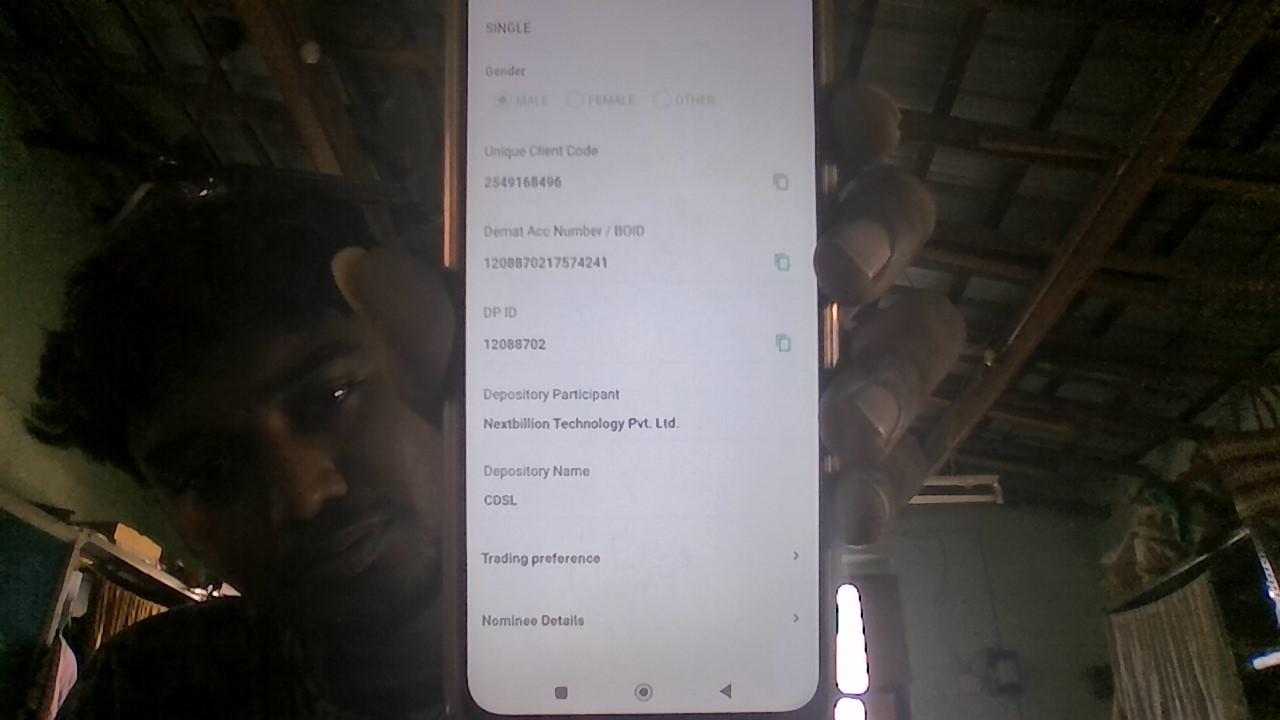 SINGLE
Gender
MALE FEMALE OTHER
Unique Client Code
2549168496
Demat Acc Number / BOID
1208870217574241
DP ID
12088702
Depository Participant
Nextbillion Technology Pvt. Ltd.
Depository Name
CDSL
Trading preference
Nominee Details